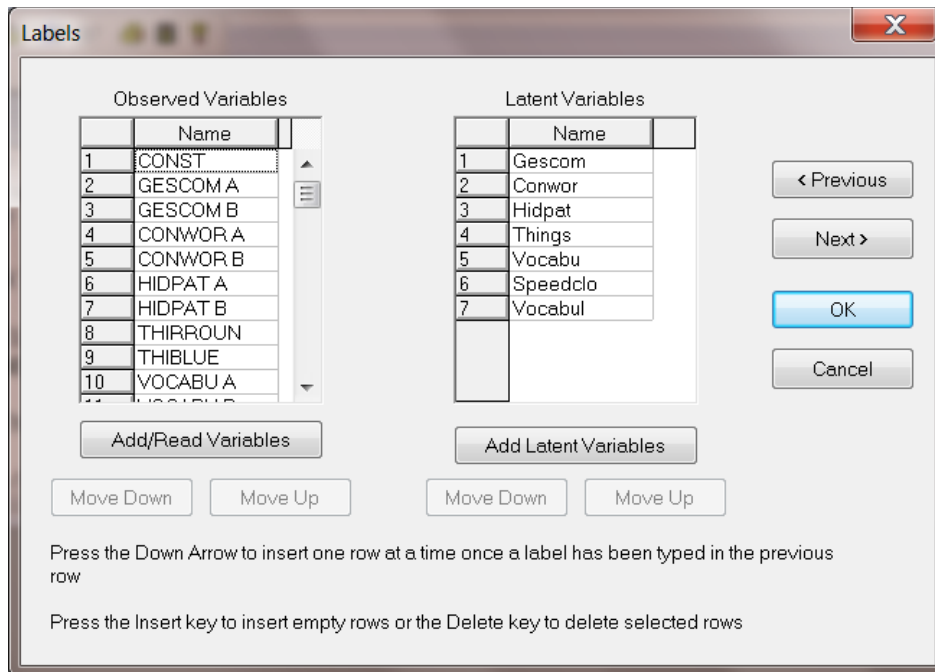 Labels
Observed Variables
Name
1 CONST
2 GESCOM A
3 GESCOM B
4 CONWOR A
5 CONWOR B
6 HIDPAT A
7 HIDPAT B
8 THIRROUN
9 THIBLUE
10 VOCABU A
Add/Read Variables
Move Down Move Up
Latent Variables
Name
1 Gescom
2 Conwor
3 Hidpat
4 Things
5 Vocabu
6 Speedclo
7 Vocabul
Add Latent Variables
Move Down Move Up
< Previous
Next >
OK
Cancel
Press the Down Arrow to insert one row at a time once a label has been typed in the previous
row
Press the Insert key to insert empty rows or the Delete key to delete selected rows